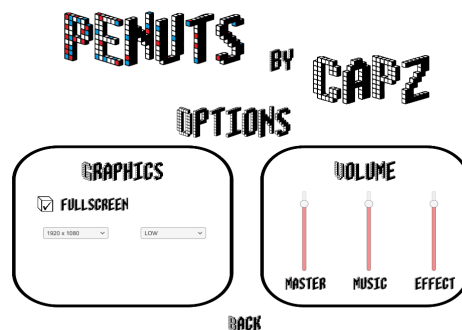 PENUTS
BY
CAPZ
OPTIONS
GRAPHICS
FULLSCREEN
1920 x 1080
LOW
VOLUME
MASTER
MUSIC
EFFECT
BACK